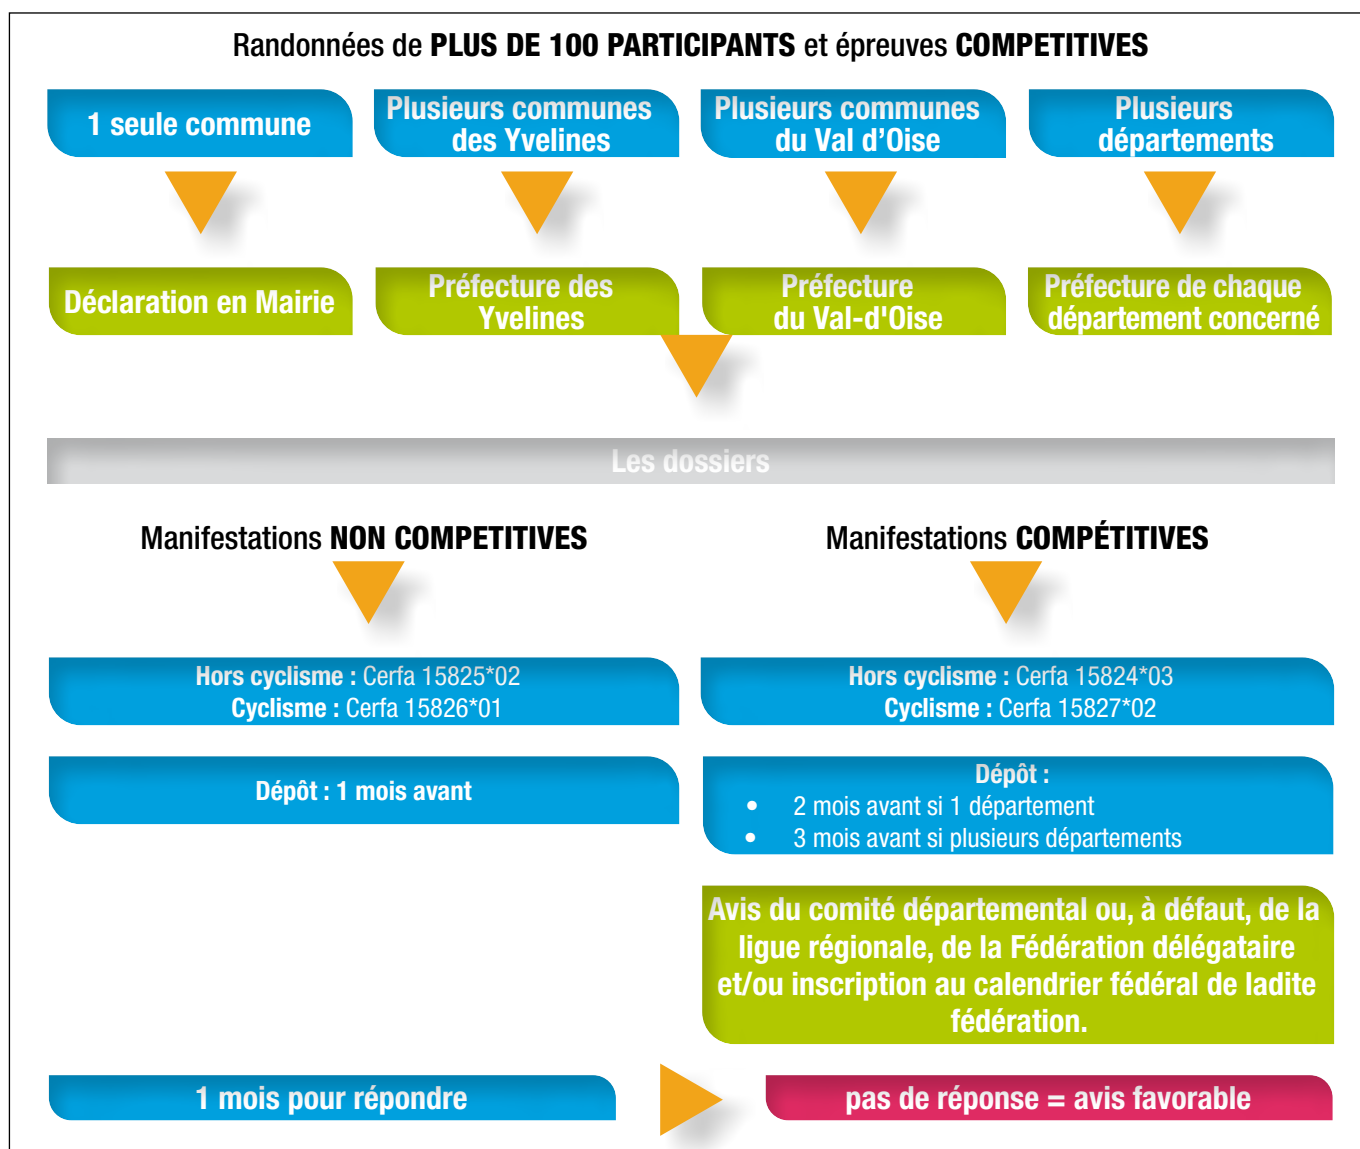 Randonnées de PLUS DE 100 PARTICIPANTS et épreuves COMPETITIVES
1 seule commune
Plusieurs communes
des Yvelines
Plusieurs communes
du Val d’Oise
Plusieurs
départements
Déclaration en Mairie
Préfecture des
Yvelines
Préfecture
du Val-d'Oise
Préfecture de chaque
département concerné
Les dossiers
Manifestations NON COMPETITIVES
Hors cyclisme : Cerfa 15825*02
Cyclisme : Cerfa 15826*01
Dépôt : 1 mois avant
Manifestations COMPÉTITIVES
Hors cyclisme : Cerfa 15824*03
Cyclisme : Cerfa 15827*02
Dépôt :
• 2 mois avant si 1 département
• 3 mois avant si plusieurs départements
Avis du comité départemental ou, à défaut, de la
ligue régionale, de la Fédération délégataire
et/ou inscription au calendrier fédéral de ladite
fédération.
1 mois pour répondre
pas de réponse = avis favorable